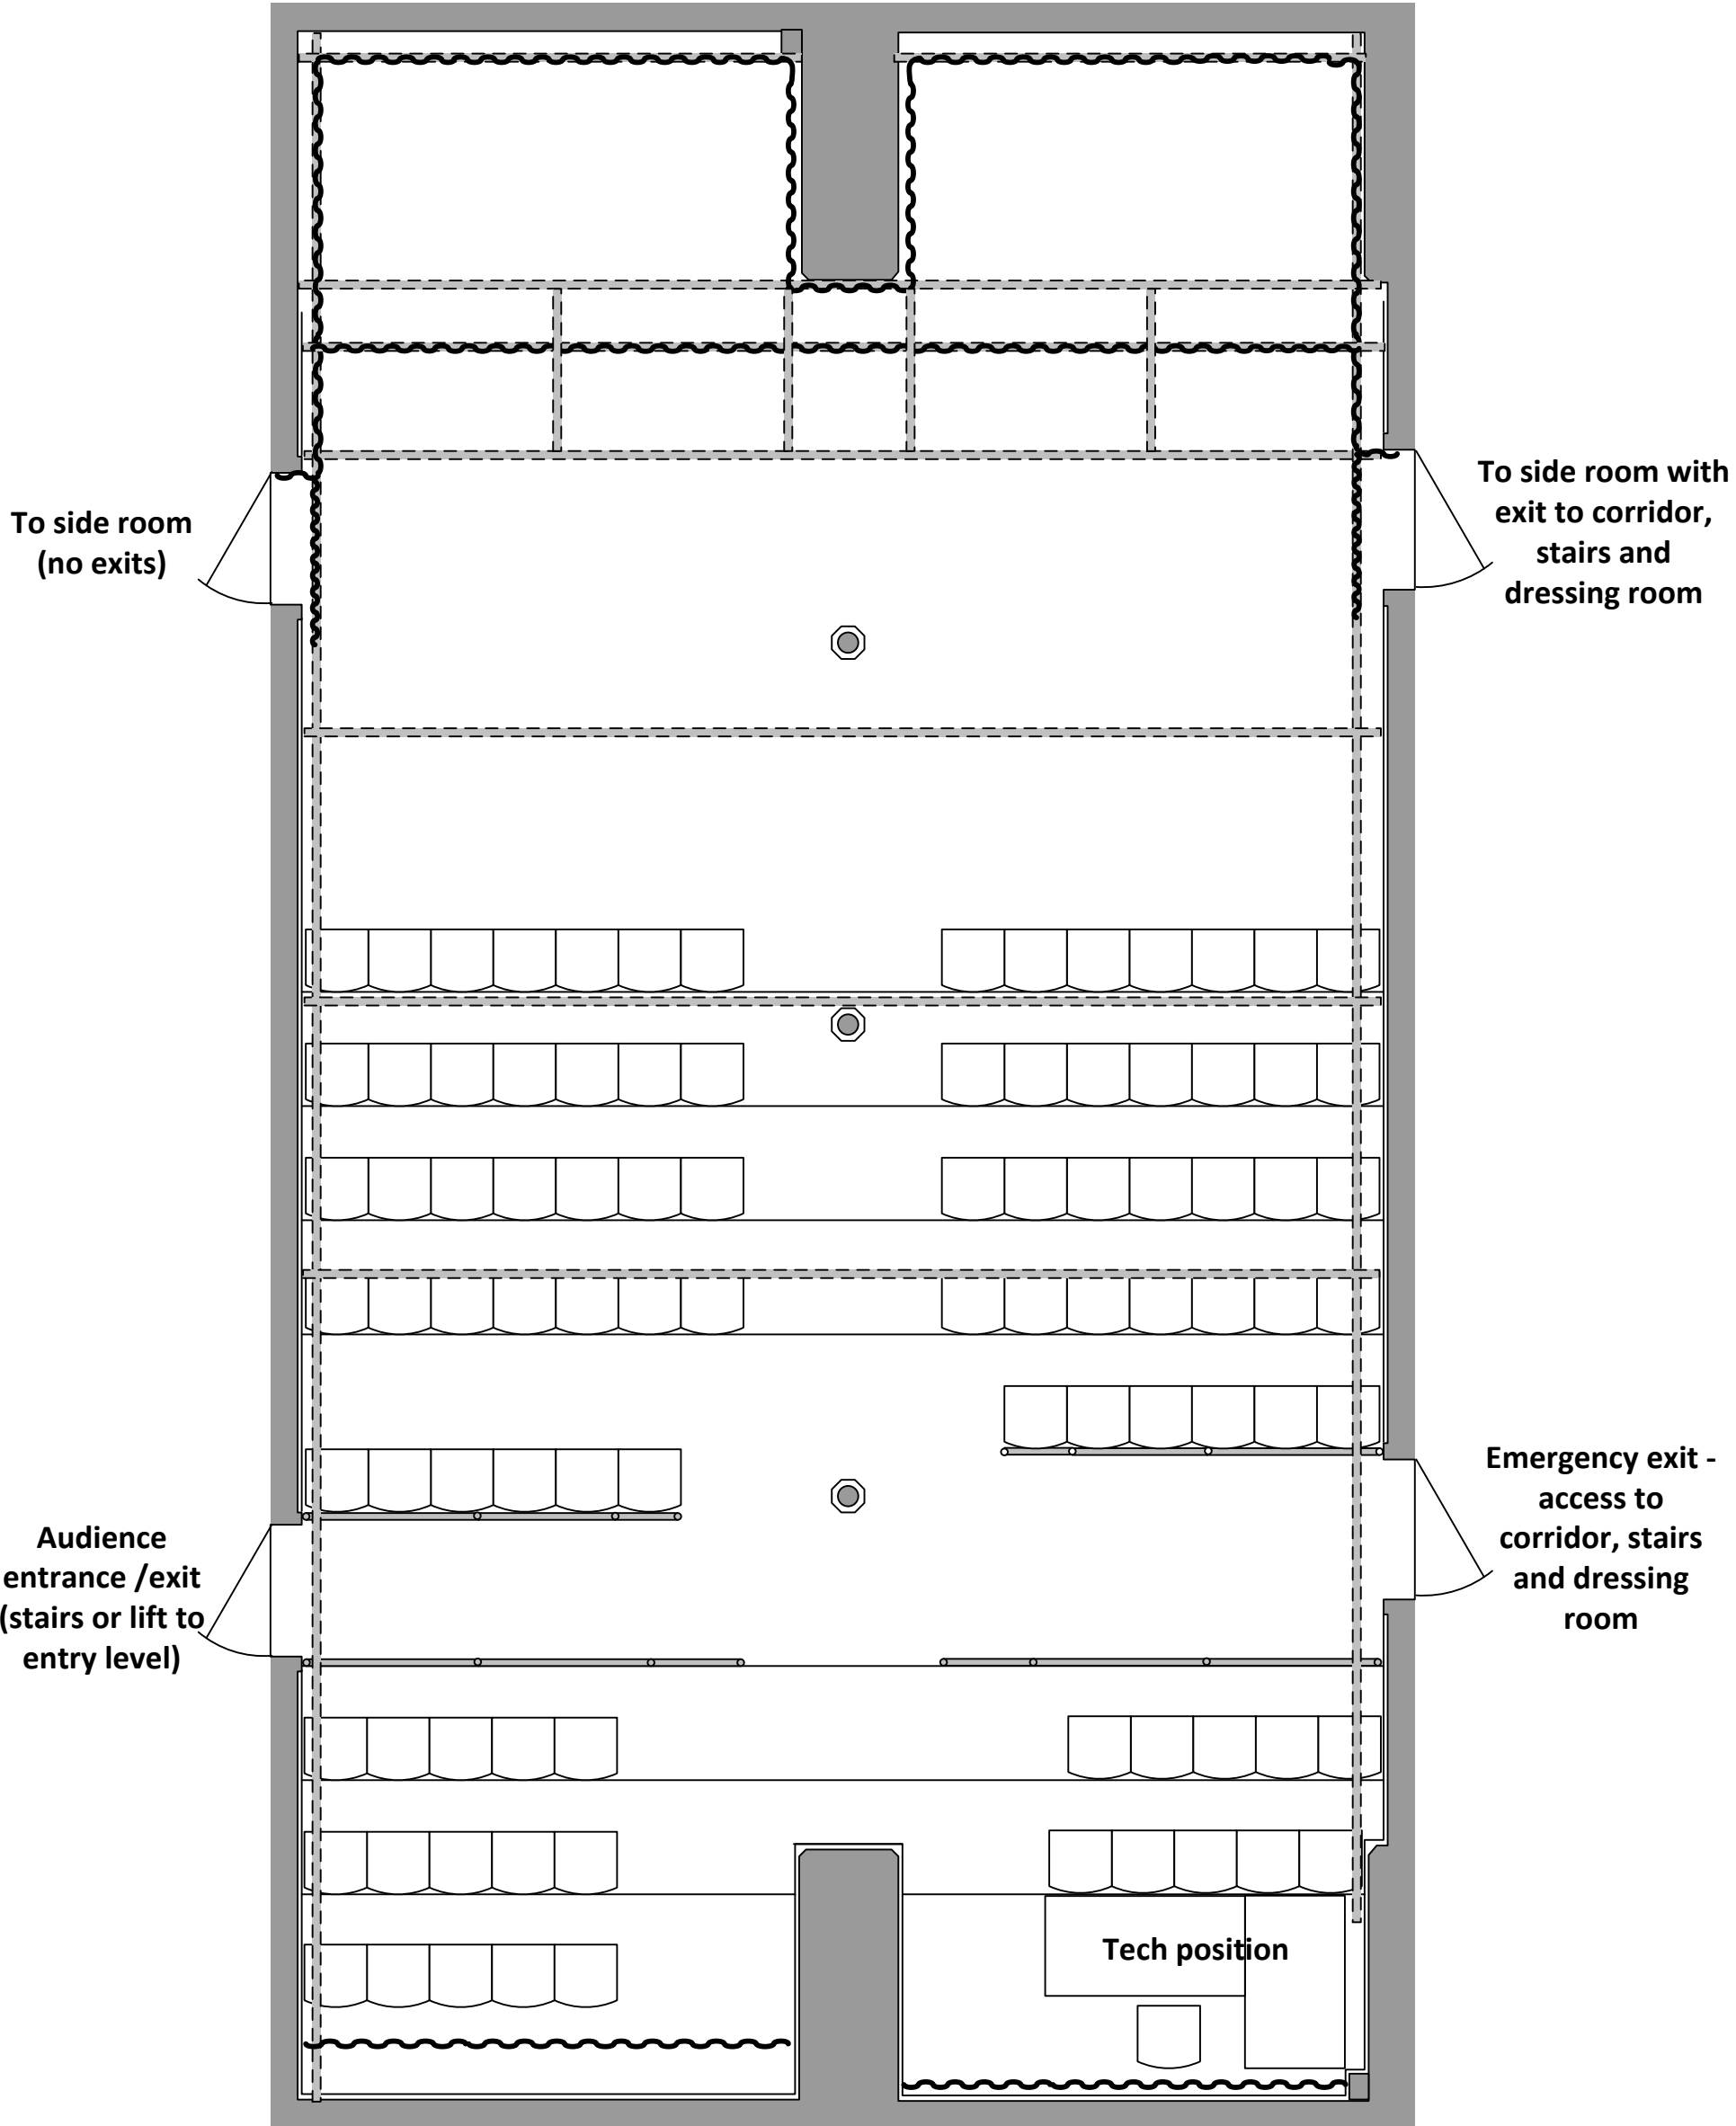 To side room
(no exits)
To side room with
exit to corridor,
stairs and
dressing room
Audience
entrance /exit
(stairs or lift to
entry level)
Emergency exit -
access to
corridor, stairs
and dressing
room
Tech position